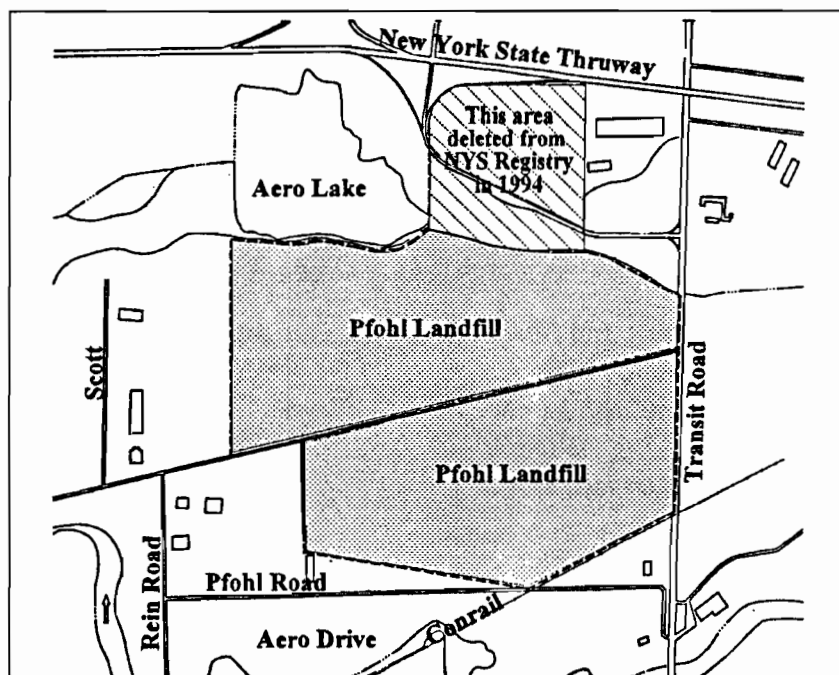 New York State Thruway
This area
deleted from
NYS Registry
in 1994
Aero Lake
Pfohl Landfill
Scott
Transit Road
Pfohl Landfill
Rein Road
Pfohl Road
Conrail
Aero Drive